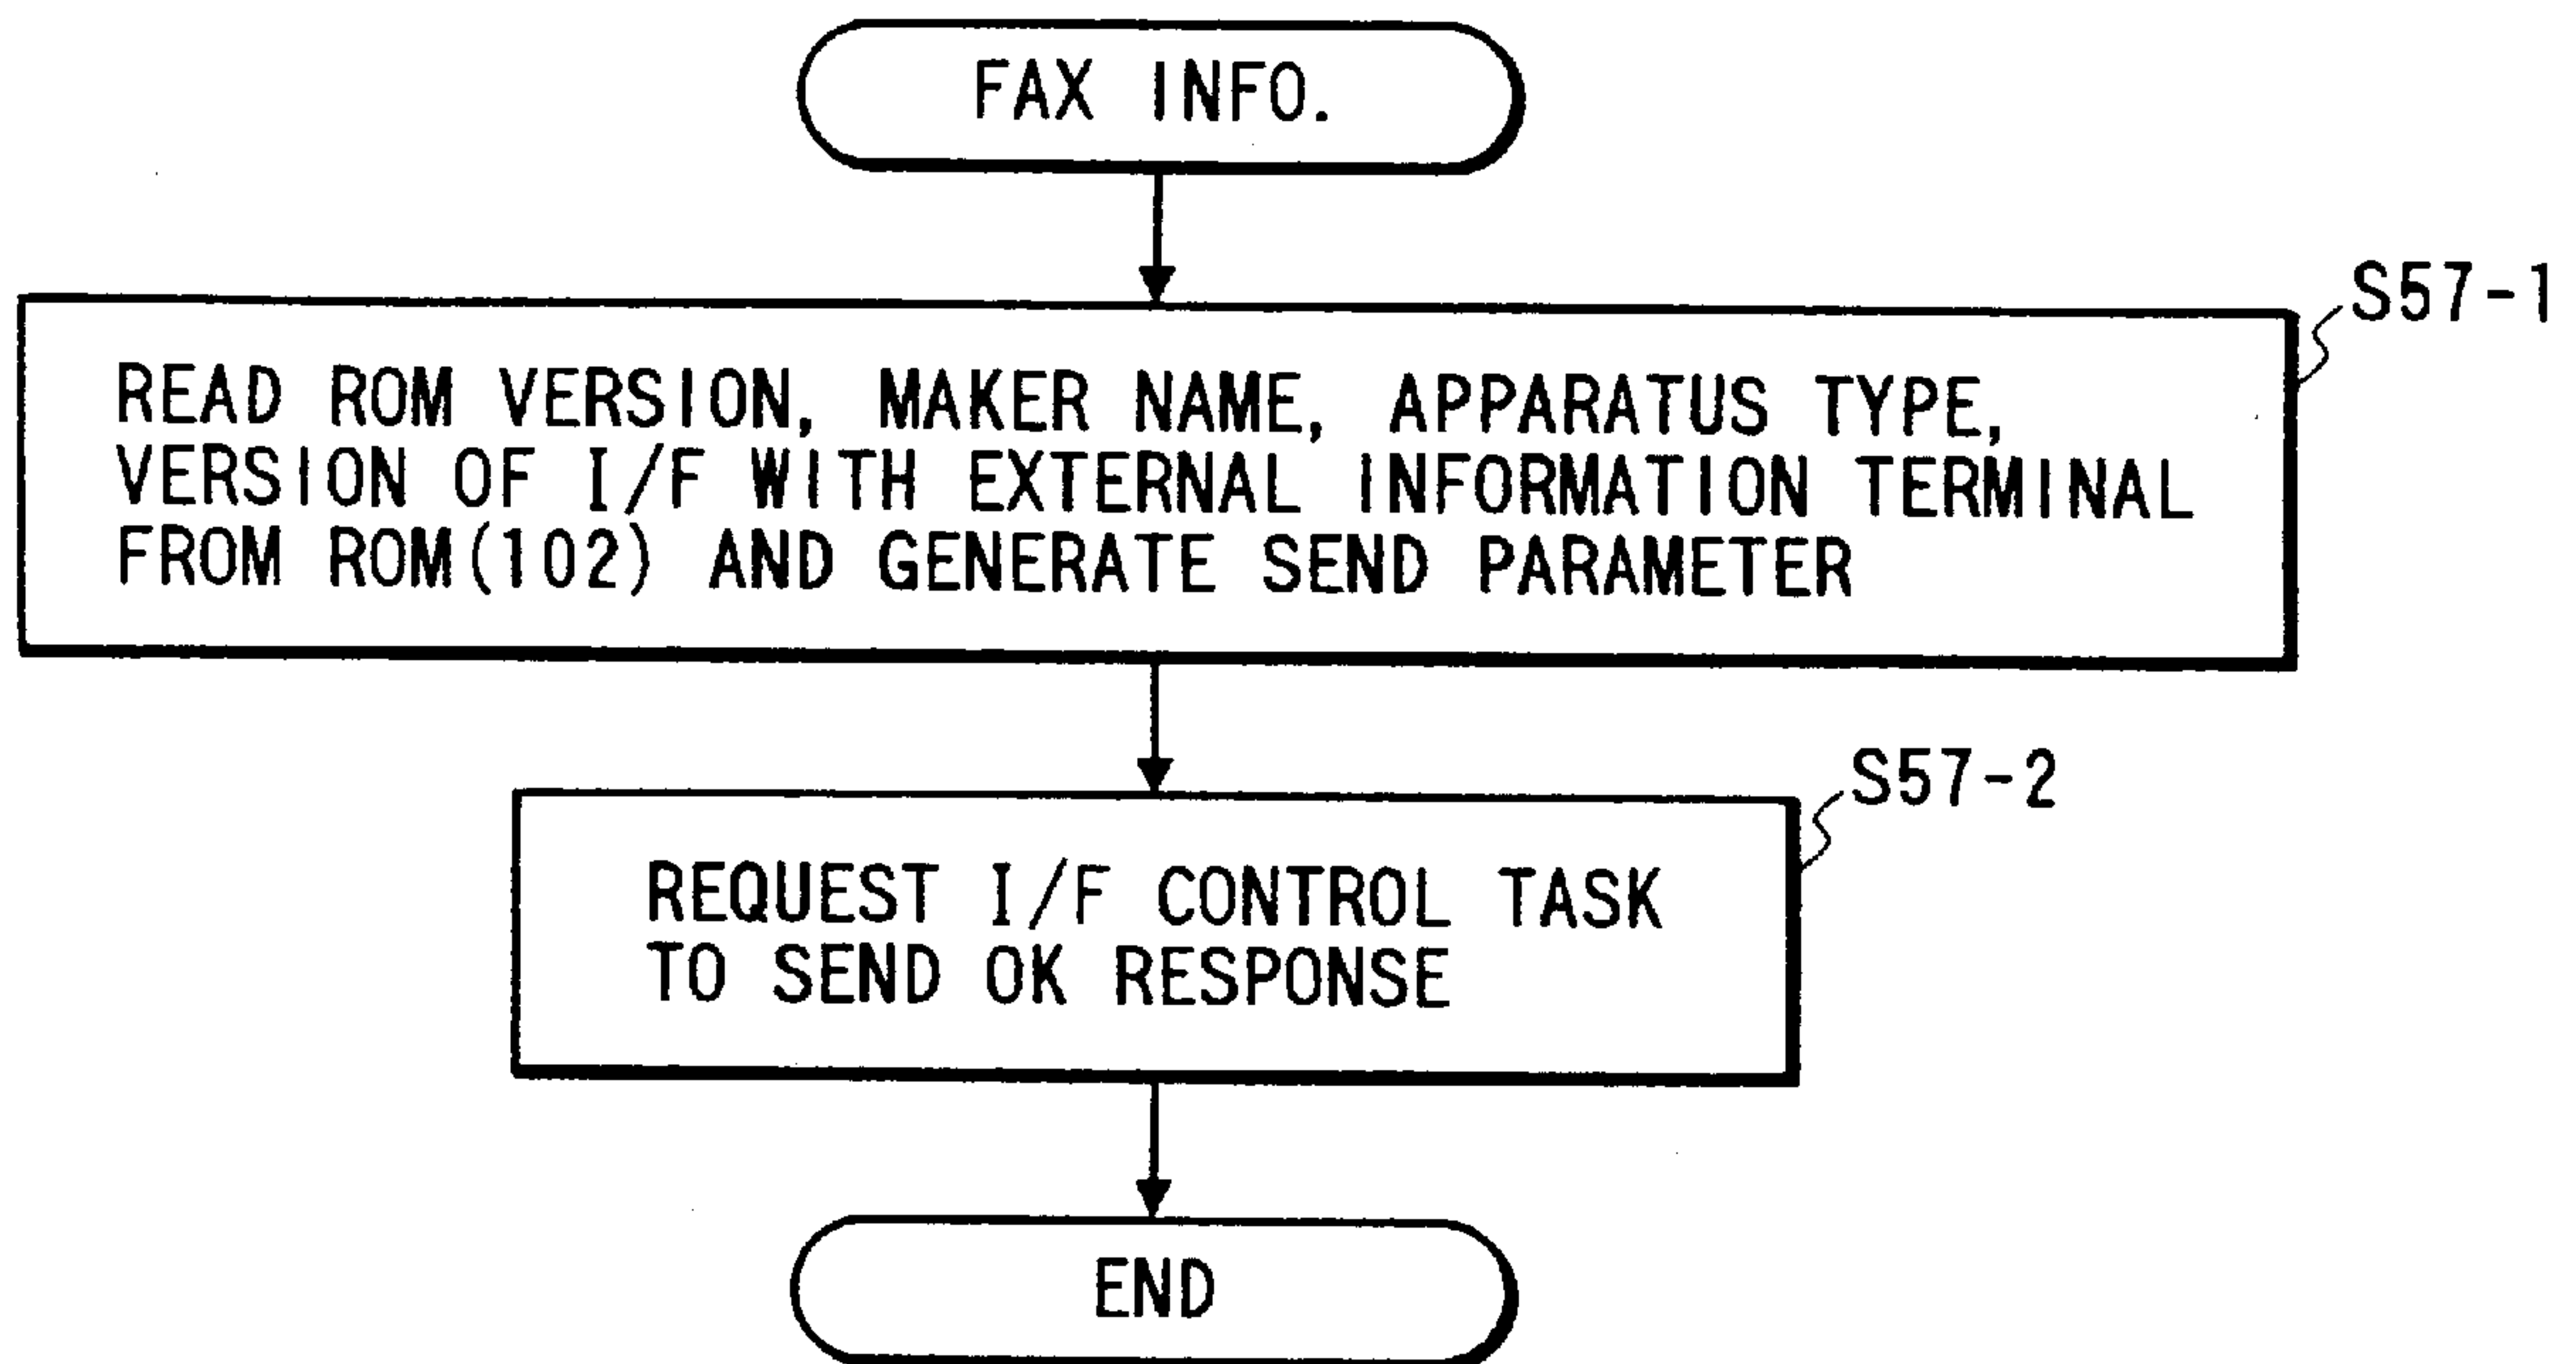 FAX INFO.
S57-1
READ ROM VERSION, MAKER NAME, APPARATUS TYPE,
VERSION OF I/F WITH EXTERNAL INFORMATION TERMINAL
FROM ROM(102) AND GENERATE SEND PARAMETER
S57-2
REQUEST I/F CONTROL TASK
TO SEND OK RESPONSE
END